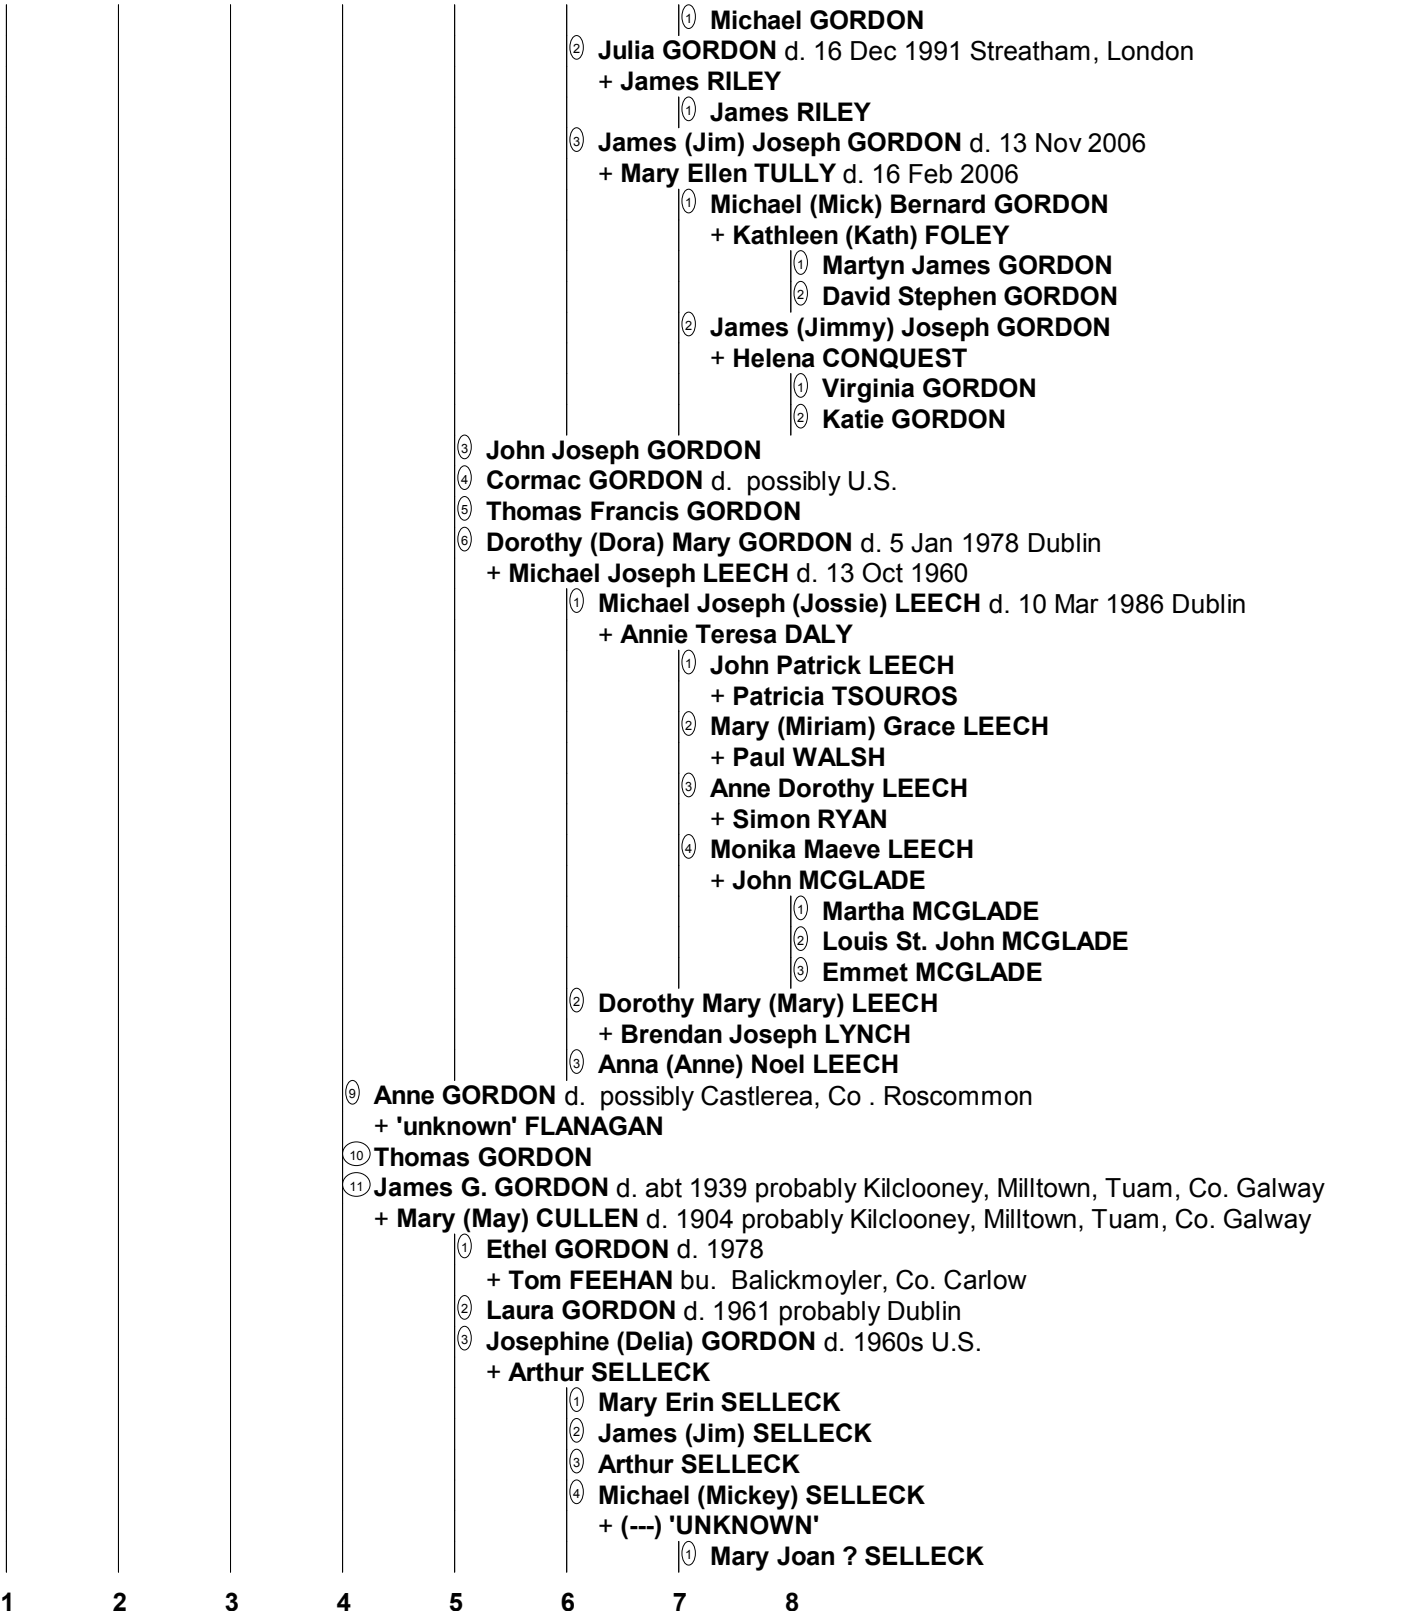 1 Michael GORDON
2 Julia GORDON d. 16 Dec 1991 Streatham, London
+ James RILEY
1 James RILEY
3 James (Jim) Joseph GORDON d. 13 Nov 2006
+ Mary Ellen TULLY d. 16 Feb 2006
1 Michael (Mick) Bernard GORDON
+ Kathleen (Kath) FOLEY
1 Martyn James GORDON
2 David Stephen GORDON
2 James (Jimmy) Joseph GORDON
+ Helena CONQUEST
1 Virginia GORDON
2 Katie GORDON
3 John Joseph GORDON
4 Cormac GORDON d. possibly U.S.
5 Thomas Francis GORDON
6 Dorothy (Dora) Mary GORDON d. 5 Jan 1978 Dublin
+ Michael Joseph LEECH d. 13 Oct 1960
1 Michael Joseph (Jossie) LEECH d. 10 Mar 1986 Dublin
+ Annie Teresa DALY
1 John Patrick LEECH
+ Patricia TSOUROS
2 Mary (Miriam) Grace LEECH
+ Paul WALSH
3 Anne Dorothy LEECH
+ Simon RYAN
4 Monika Maeve LEECH
+ John MCGLADE
1 Martha MCGLADE
2 Louis St. John MCGLADE
3 Emmet MCGLADE
2 Dorothy Mary (Mary) LEECH
+ Brendan Joseph LYNCH
3 Anna (Anne) Noel LEECH
9 Anne GORDON d. possibly Castlerea, Co . Roscommon
+ 'unknown' FLANAGAN
10 Thomas GORDON
11 James G. GORDON d. abt 1939 probably Kilclooney, Milltown, Tuam, Co. Galway
+ Mary (May) CULLEN d. 1904 probably Kilclooney, Milltown, Tuam, Co. Galway
1 Ethel GORDON d. 1978
+ Tom FEEHAN bu. Balickmoyler, Co. Carlow
2 Laura GORDON d. 1961 probably Dublin
3 Josephine (Delia) GORDON d. 1960s U.S.
+ Arthur SELLECK
1 Mary Erin SELLECK
2 James (Jim) SELLECK
3 Arthur SELLECK
4 Michael (Mickey) SELLECK
+ (---) 'UNKNOWN'
1 Mary Joan ? SELLECK
1 2 3 4 5 6 7 8